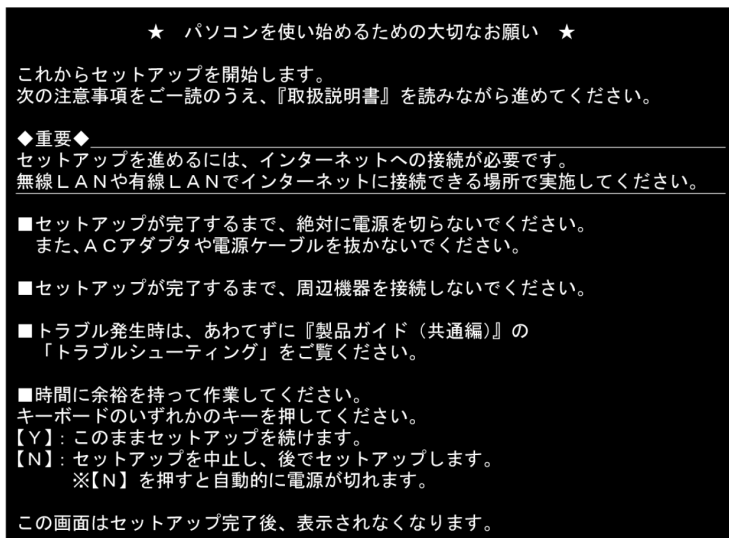 ★　パソコンを使い始めるための大切なお願い　★
これからセットアップを開始します。
次の注意事項をご一読のうえ、『取扱説明書』を読みながら進めてください。
◆重要◆
セットアップを進めるには、インターネットへの接続が必要です。
無線ＬＡＮや有線ＬＡＮでインターネットに接続できる場所で実施してください。
■セットアップが完了するまで、絶対に電源を切らないでください。
また、ＡＣアダプタや電源ケーブルを抜かないでください。
■セットアップが完了するまで、周辺機器を接続しないでください。
■トラブル発生時は、あわてずに『製品ガイド（共通編）』の
「トラブルシューティング」をご覧ください。
■時間に余裕を持って作業してください。
キーボードのいずれかのキーを押してください。
【Ｙ】：このままセットアップを続けます。
【Ｎ】：セットアップを中止し、後でセットアップします。
※【Ｎ】を押すと自動的に電源が切れます。
この画面はセットアップ完了後、表示されなくなります。